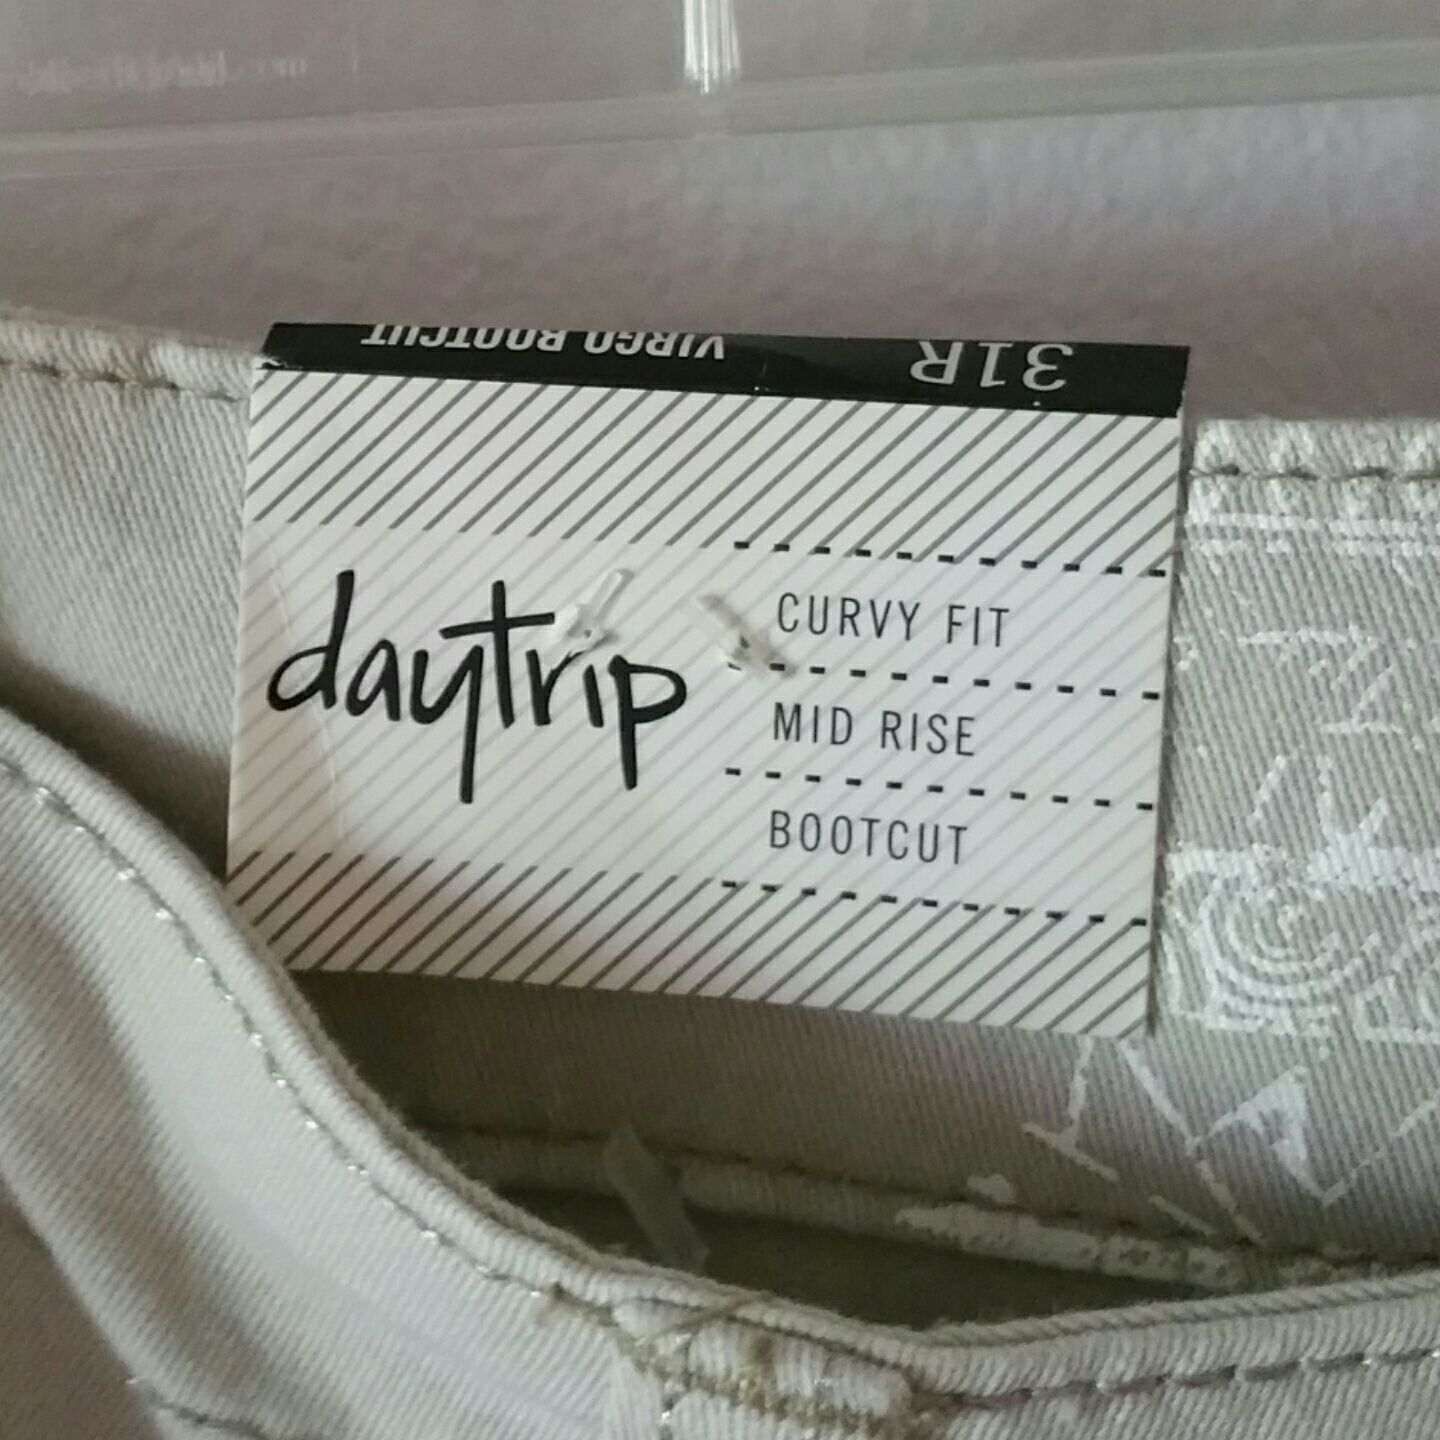 VIRGO BOOTCUT
31R
daytrip
CURVY FIT
MID RISE
BOOTCUT